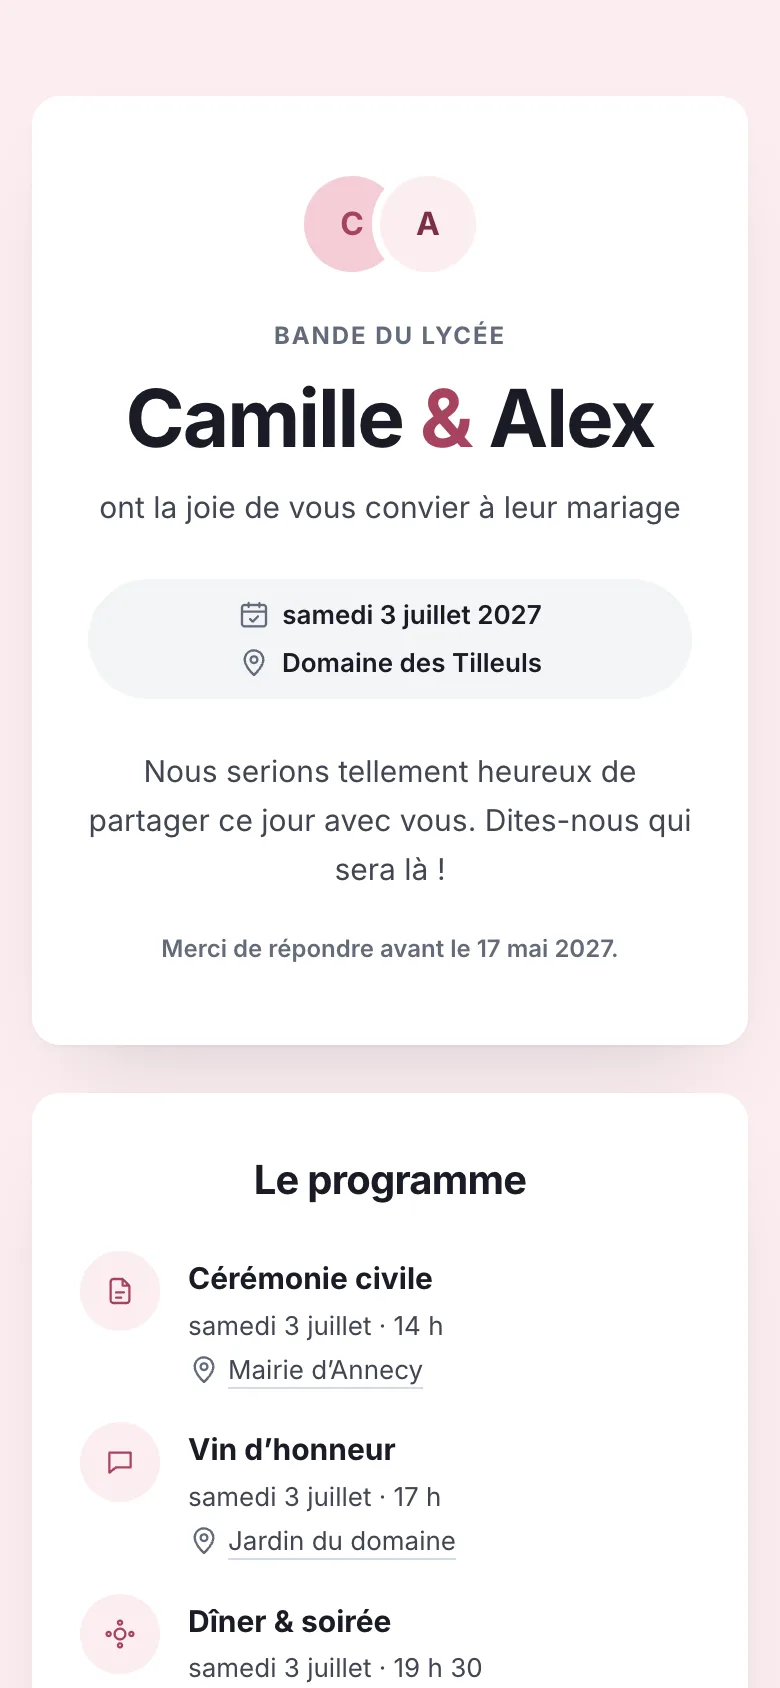 C A
BANDE DU LYCÉE
Camille & Alex
ont la joie de vous convier à leur mariage
samedi 3 juillet 2027
Domaine des Tilleuls
Nous serions tellement heureux de
partager ce jour avec vous. Dites-nous qui
sera là !
Merci de répondre avant le 17 mai 2027.
Le programme
Cérémonie civile
samedi 3 juillet · 14 h
Mairie d’Annecy
Vin d’honneur
samedi 3 juillet · 17 h
Jardin du domaine
Dîner & soirée
samedi 3 juillet · 19 h 30